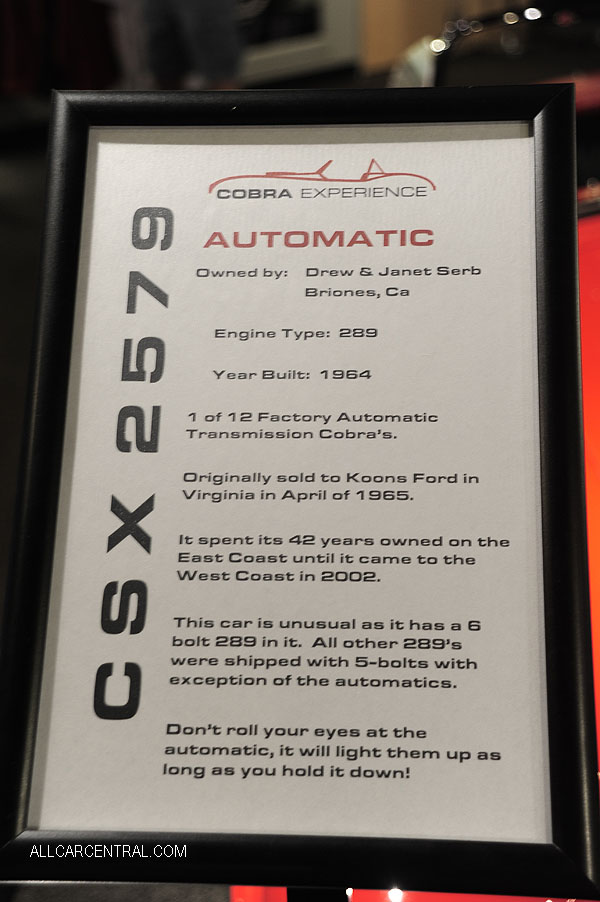 COBRA EXPERIENCE
AUTOMATIC
CSX 2579
Owned by: Drew & Janet Serb
Briones, Ca
Engine Type: 289
Year Built: 1964
1 of 12 Factory Automatic
Transmission Cobra's.
Originally sold to Koons Ford in
Virginia in April of 1965.
It spent its 42 years owned on the
East Coast until it came to the
West Coast in 2002.
This car is unusual as it has a 6
bolt 289 in it. All other 289's
were shipped with 5-bolts with
exception of the automatics.
Don't roll your eyes at the
automatic, it will light them up as
long as you hold it down!
ALLCARCENTRAL.COM